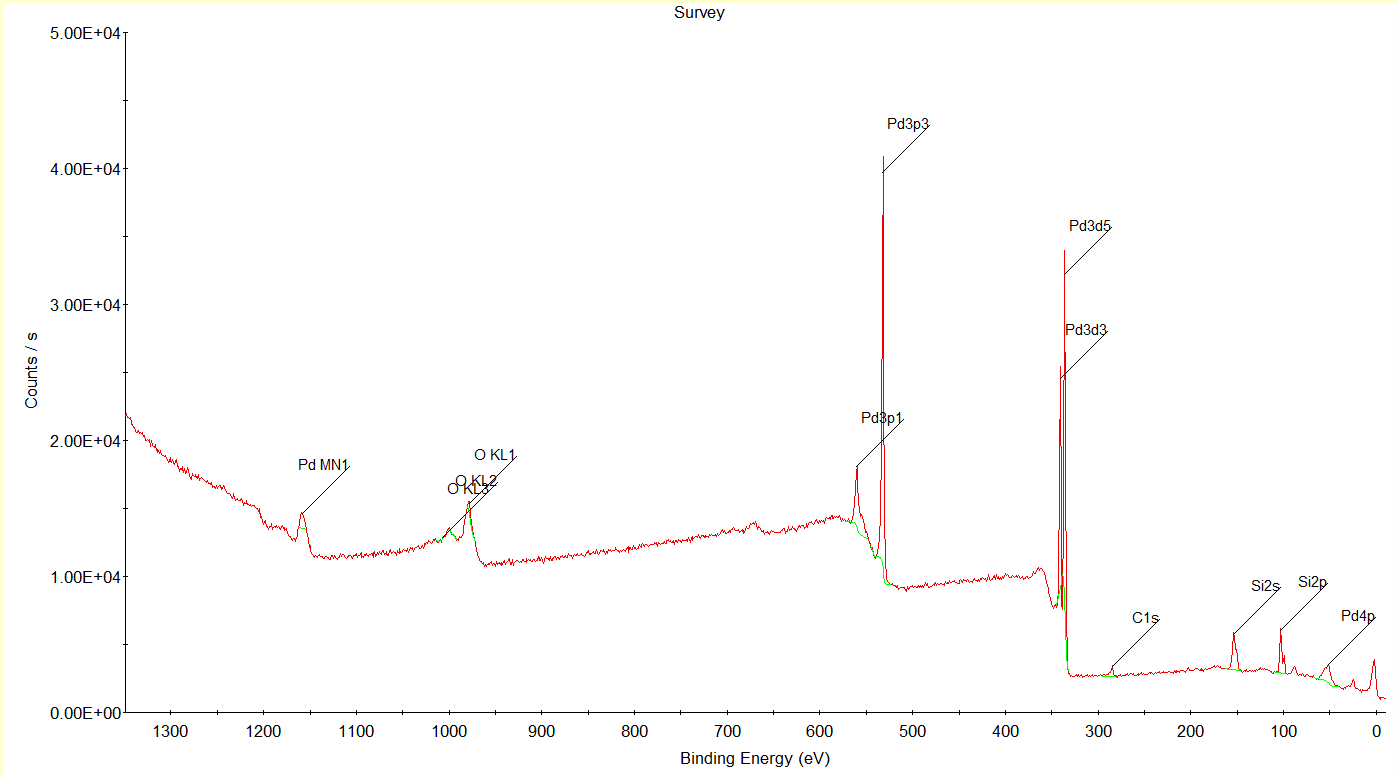 Survey
5.00E+04
4.00E+04
3.00E+04
2.00E+04
1.00E+04
0.00E+00
Counts / s
Pd3p3
Pd3d5
Pd3d3
Pd3p1
O KL1
Pd MN1
O KL2
O KL3
Si2p
Si2s
Pd4p
C1s
1300 1200 1100 1000 900 800 700 600 500 400 300 200 100 0
Binding Energy (eV)